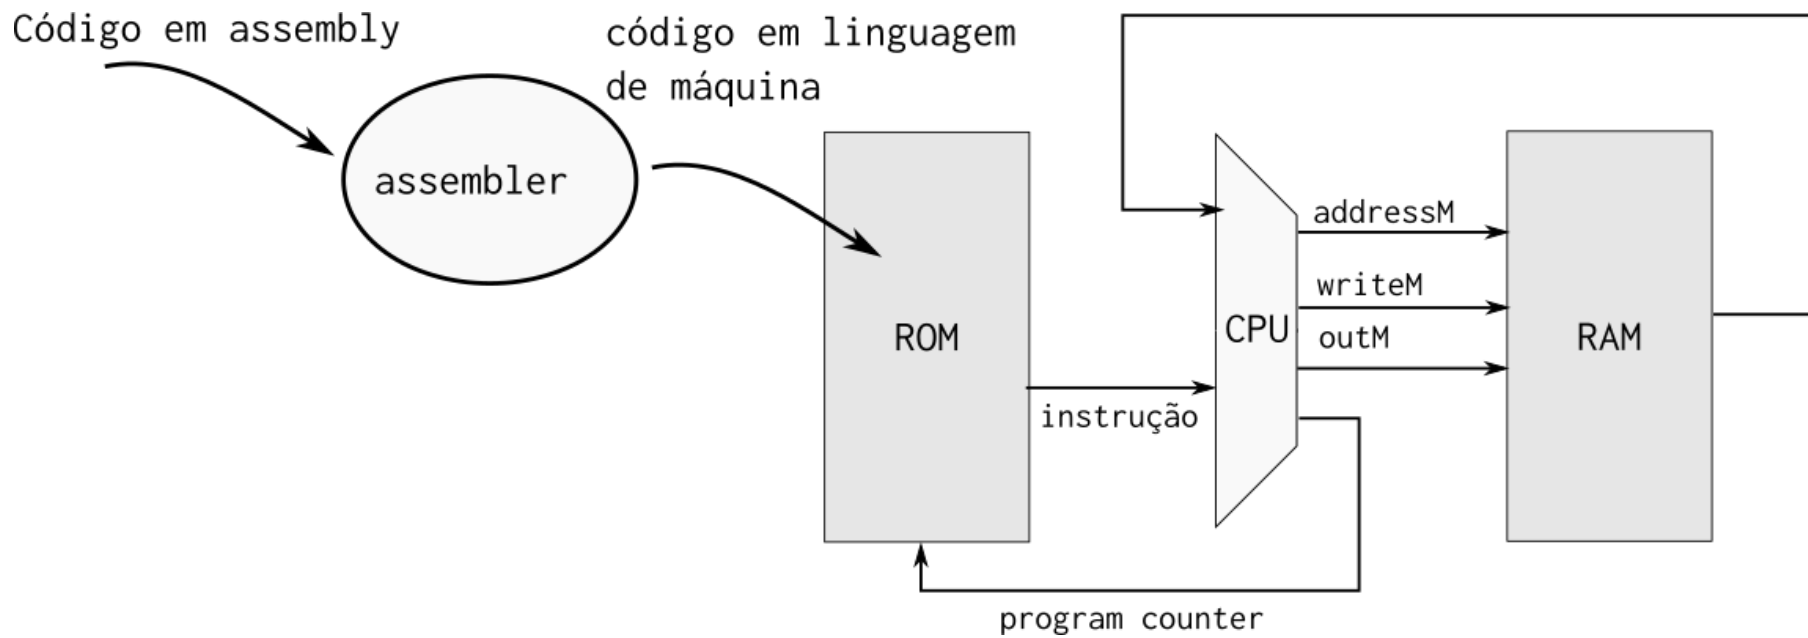 Código em assembly
código em linguagem
de máquina
assembler
ROM
instrução
CPU
addressM
writeM
outM
RAM
program counter